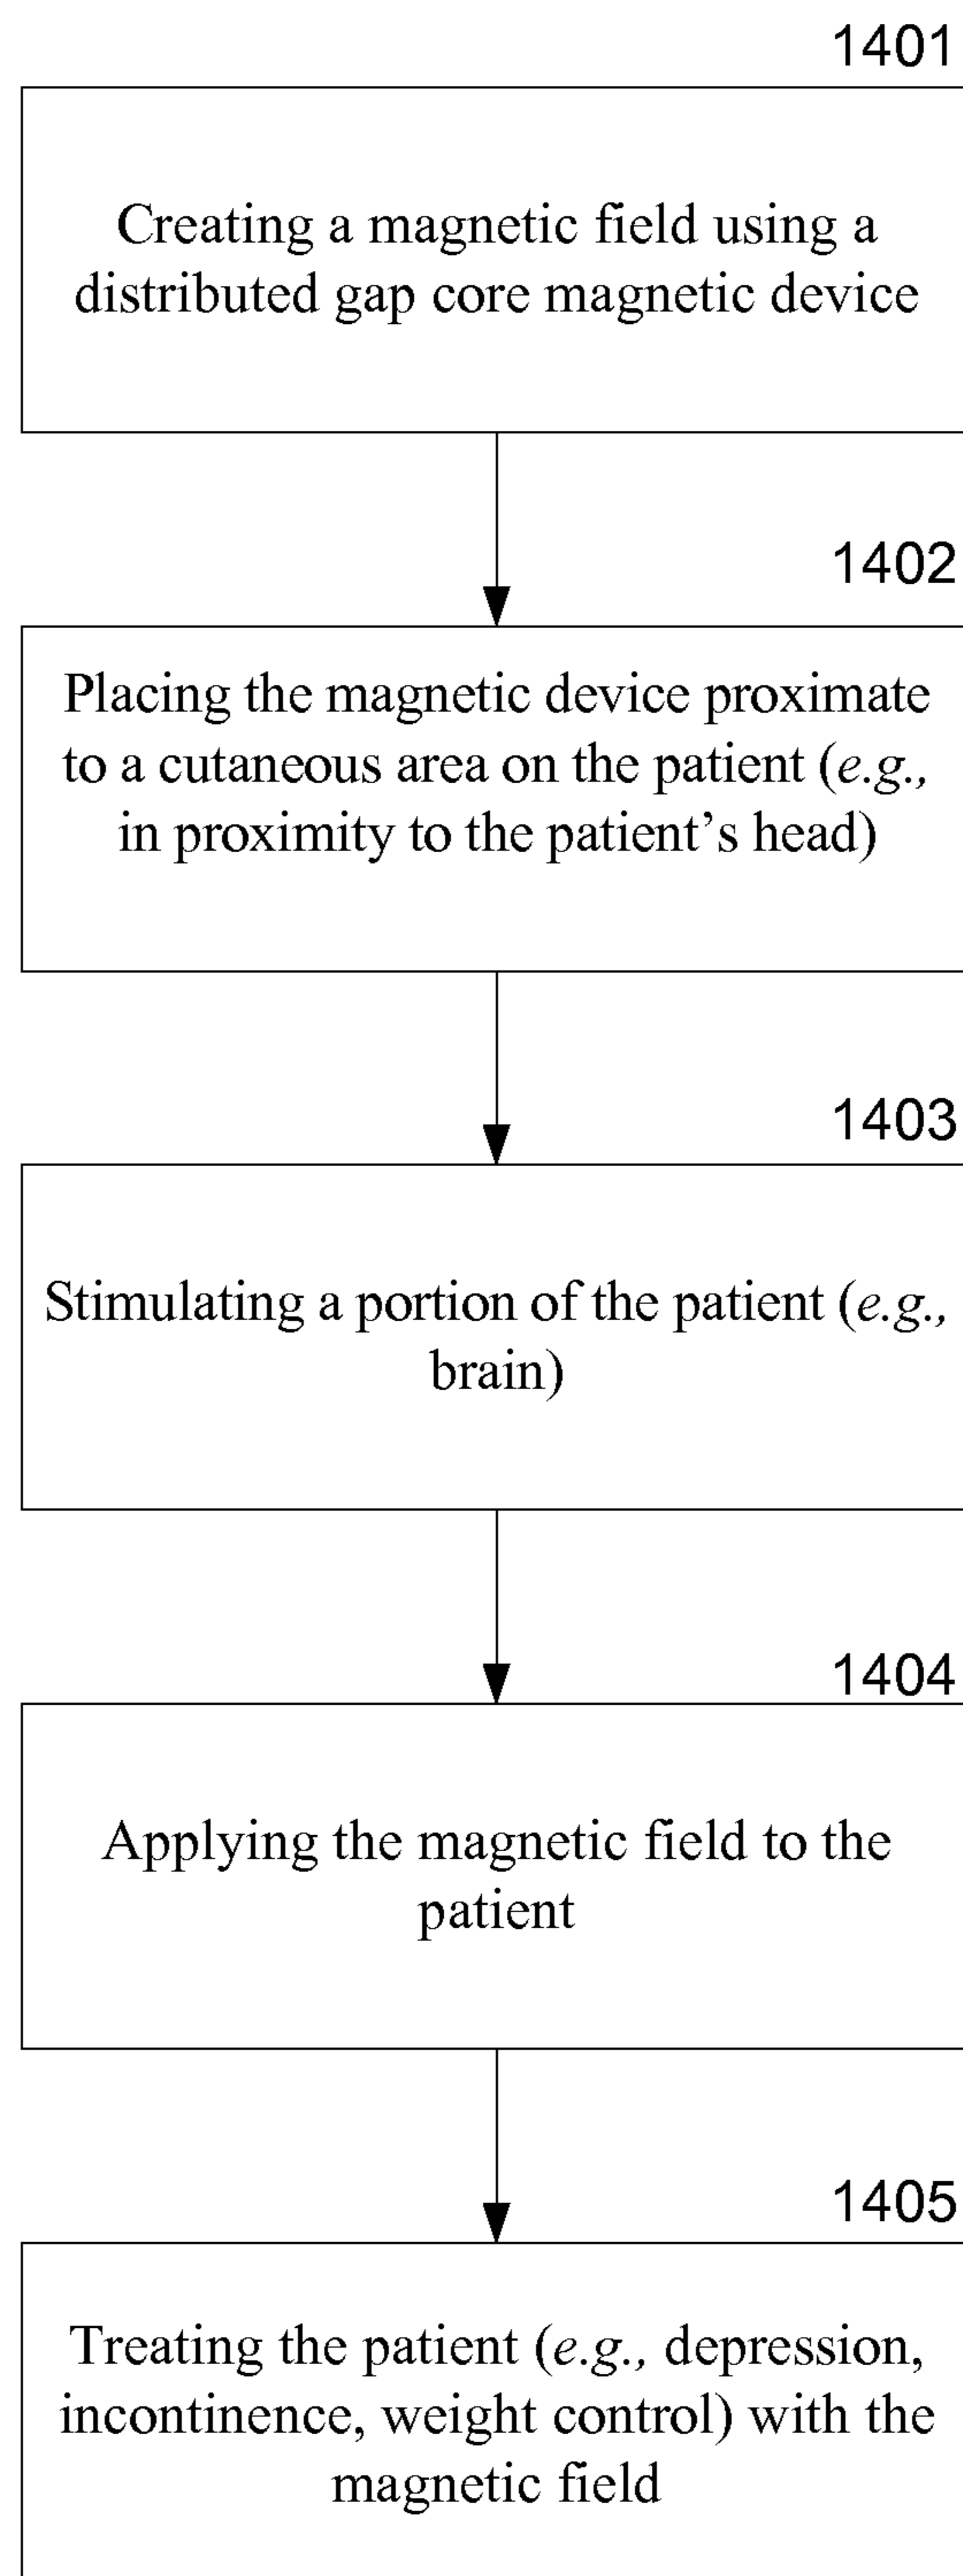 1401
Creating a magnetic field using a
distributed gap core magnetic device
1402
Placing the magnetic device proximate
to a cutaneous area on the patient (e.g.,
in proximity to the patient’s head)
1403
Stimulating a portion of the patient (e.g.,
brain)
1404
Applying the magnetic field to the
patient
1405
Treating the patient (e.g., depression,
incontinence, weight control) with the
magnetic field